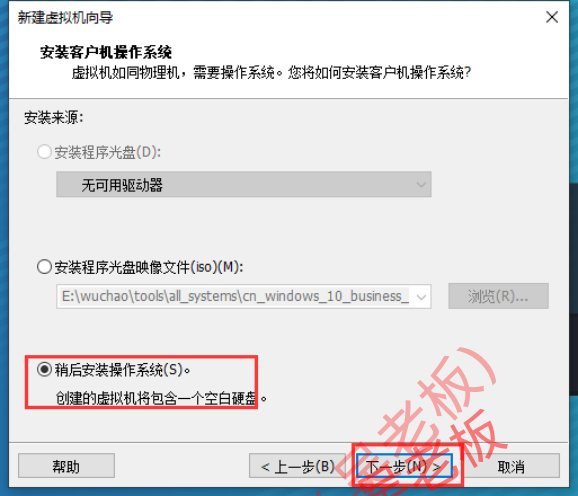 新建虚拟机向导
安装客户机操作系统
虚拟机如同物理机，需要操作系统。您将如何安装客户机操作系统?
安装来源:
安装程序光盘(D):
无可用驱动器
安装程序光盘映像文件(iso)(M):
E:\wuchao\tools\all_systems\cn_windows_10_business_
浏览(R)...
稍后安装操作系统(S)。
创建的虚拟机将包含一个空白硬盘。
老板)
老板
帮助
< 上一步(B)
下一步(N) >
取消